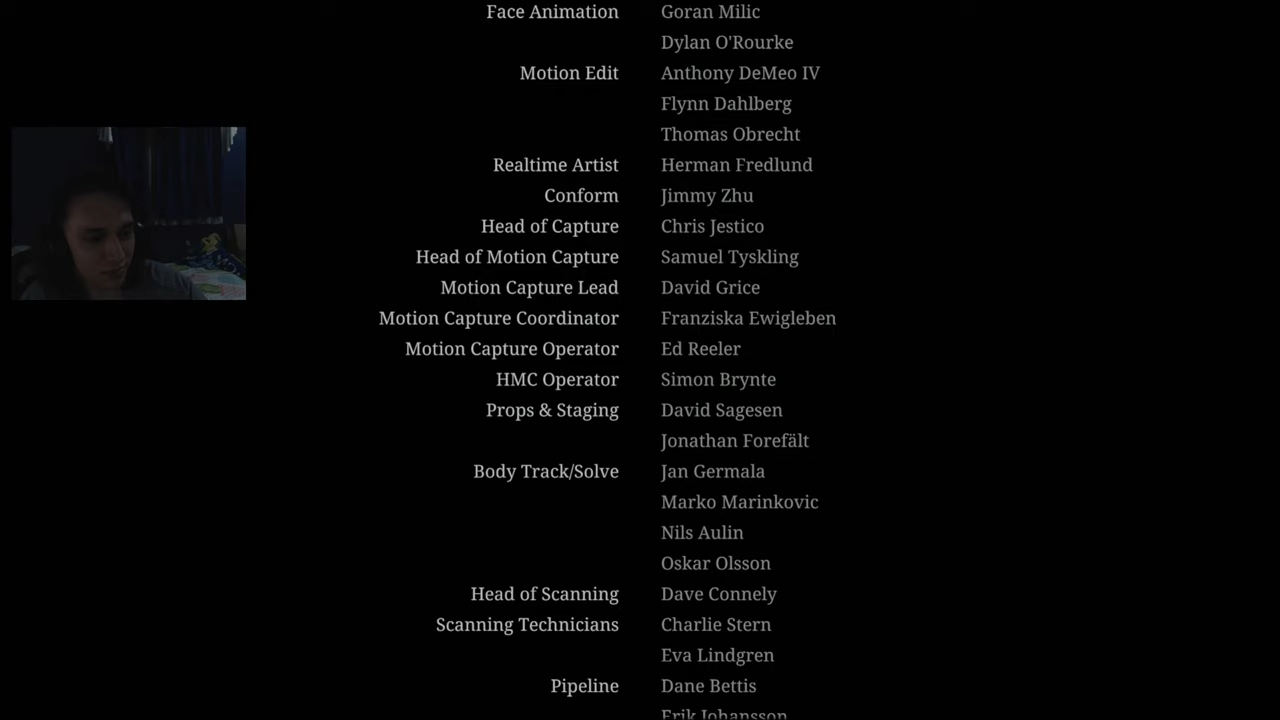 Face Animation Goran Milic
Dylan O'Rourke
Motion Edit Anthony DeMeo IV
Flynn Dahlberg
Thomas Obrecht
Realtime Artist Herman Fredlund
Conform Jimmy Zhu
Head of Capture Chris Jestico
Head of Motion Capture Samuel Tyskling
Motion Capture Lead David Grice
Motion Capture Coordinator Franziska Ewigleben
Motion Capture Operator Ed Reeler
HMC Operator Simon Brynte
Props & Staging David Sagesen
Jonathan Forefält
Body Track/Solve Jan Germala
Marko Marinkovic
Nils Aulin
Oskar Olsson
Head of Scanning Dave Connely
Scanning Technicians Charlie Stern
Eva Lindgren
Pipeline Dane Bettis
Erik Johansson